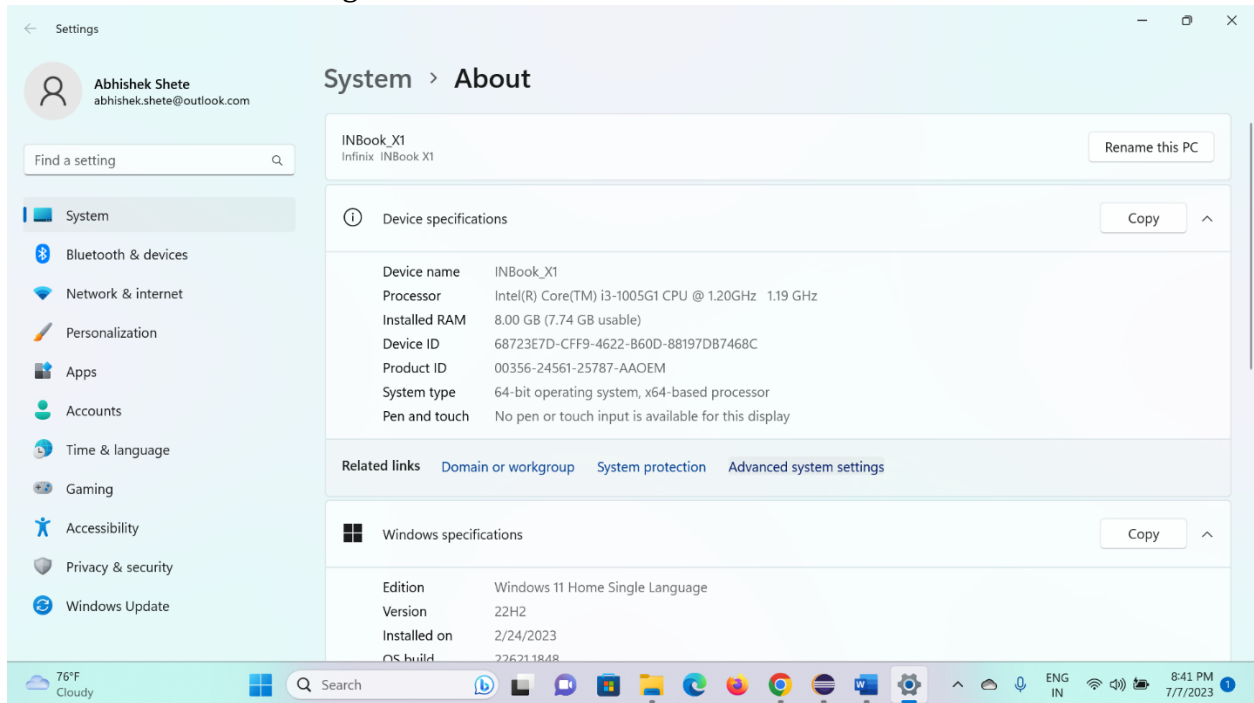 Settings
Abhishek Shete
abhishek.shete@outlook.com
Find a setting
System
Bluetooth & devices
Network & internet
Personalization
Apps
Accounts
Time & language
Gaming
Accessibility
Privacy & security
Windows Update
System > About
INBook_X1
Infinix INBook X1
Rename this PC
Device specifications
Copy
Device name INBook_X1
Processor Intel(R) Core(TM) i3-1005G1 CPU @ 1.20GHz 1.19 GHz
Installed RAM 8.00 GB (7.74 GB usable)
Device ID 68723E7D-CFF9-4622-B60D-88197DB7468C
Product ID 00356-24561-25787-AAOEM
System type 64-bit operating system, x64-based processor
Pen and touch No pen or touch input is available for this display
Related links Domain or workgroup System protection Advanced system settings
Windows specifications
Copy
Edition Windows 11 Home Single Language
Version 22H2
Installed on 2/24/2023
OS build 22621.1848
76°F
Cloudy
Search
ENG
IN
8:41 PM
7/7/2023
1